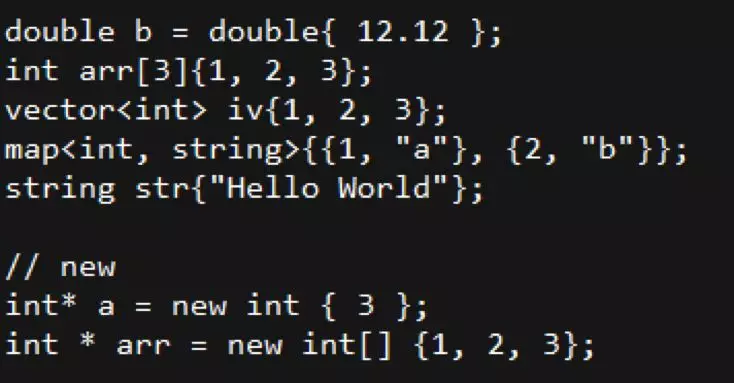 double b = double{ 12.12 };
int arr[3]{1, 2, 3};
vector<int> iv{1, 2, 3};
map<int, string>{{1, "a"}, {2, "b"}};
string str{"Hello World"};

// new
int* a = new int { 3 };
int * arr = new int[] {1, 2, 3};